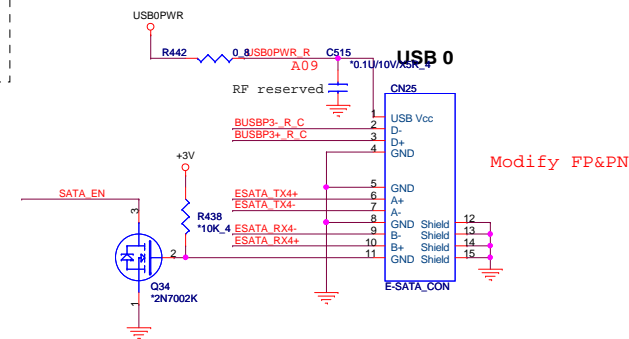 USB0PWR
R442 0_8 USB0PWR_R C515 USB 0
A09 *0.1U/10V/X5R_4
RF reserved CN25
1 USB Vcc
BUSBP3-_R_C 2 D-
BUSBP3+_R_C 3 D+
4 GND
+3V
Modify FP&PN
5 GND
SATA_EN ESATA_TX4+ 6 A+
ESATA_TX4- 7 A-
3 R438 8 GND Shield 12
*10K_4 ESATA_RX4- 9 B- Shield 13
ESATA_RX4+ 10 B+ Shield 14
2 11 GND Shield 15
Q34 E-SATA_CON
*2N7002K
1